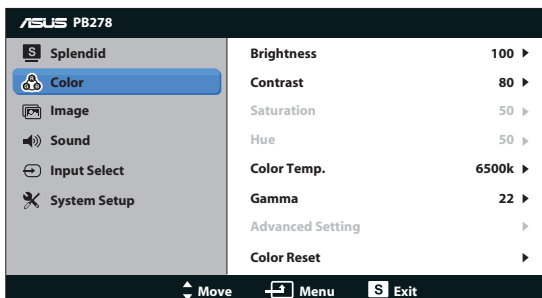 ASUS PB278
S Splendid
Color
Image
Sound
Input Select
System Setup
Brightness 100
Contrast 80
Saturation 50
Hue 50
Color Temp. 6500k
Gamma 22
Advanced Setting
Color Reset
Move Menu S Exit